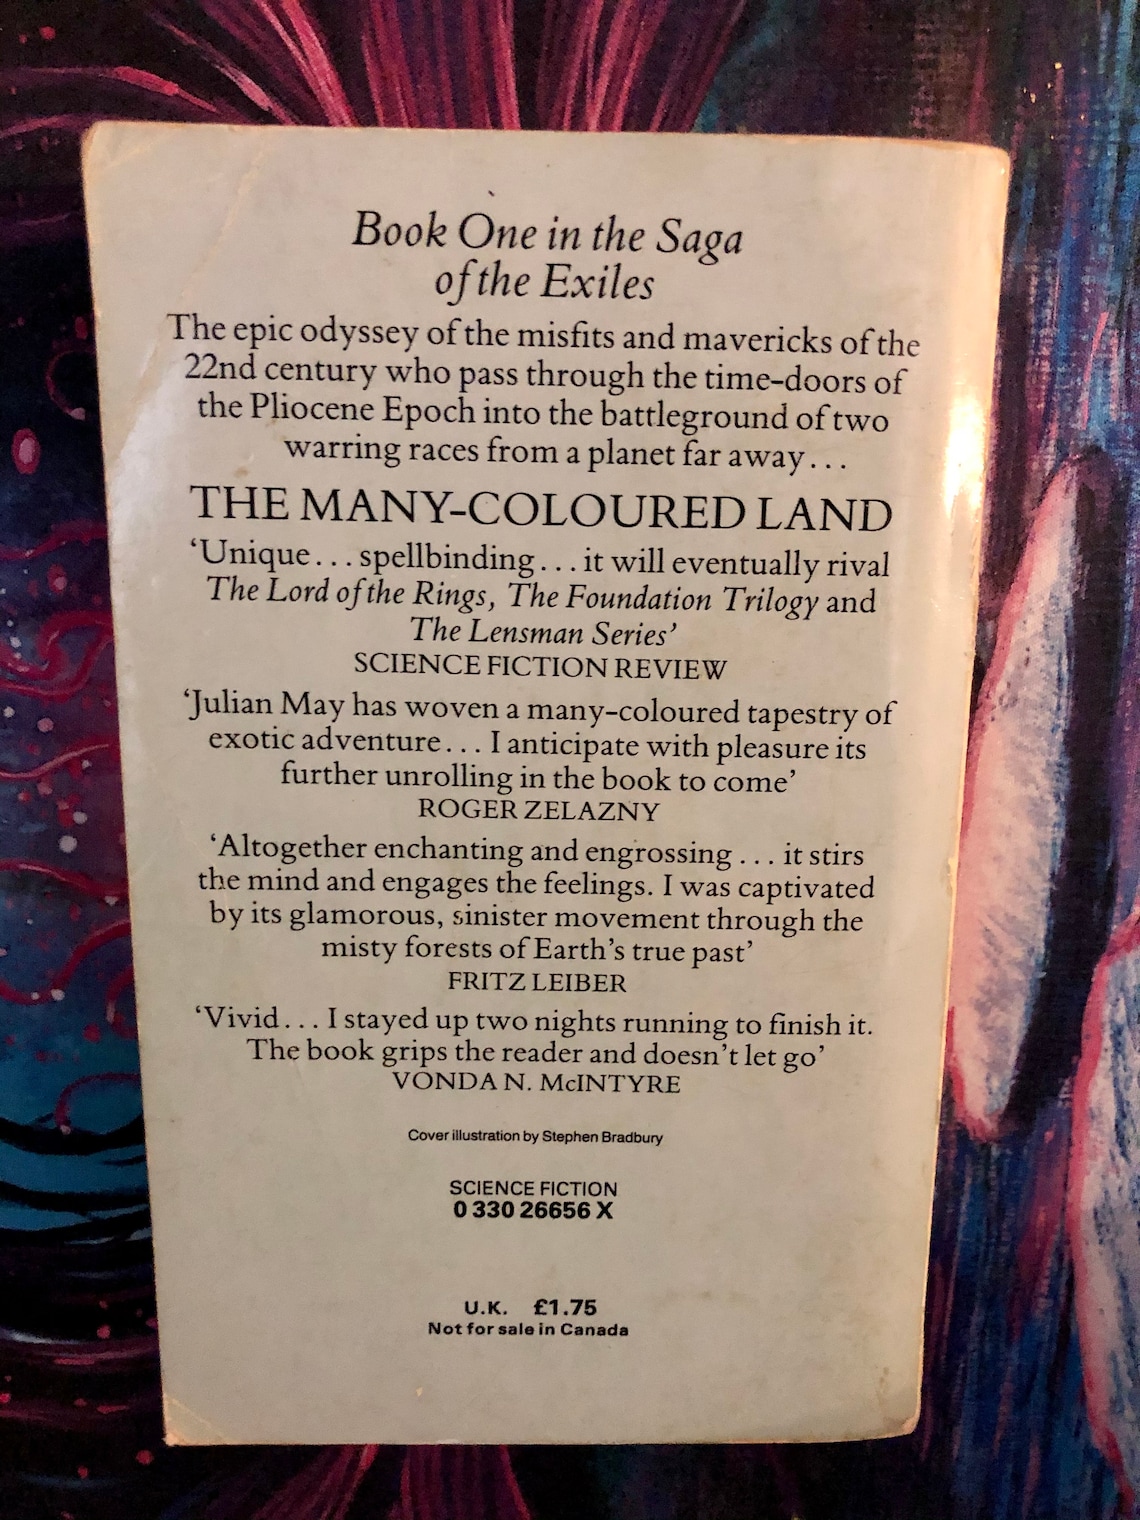 Book One in the Saga
of the Exiles
The epic odyssey of the misfits and mavericks of the
22nd century who pass through the time-doors of
the Pliocene Epoch into the battleground of two
warring races from a planet far away...
THE MANY-COLOURED LAND
‘Unique... spellbinding... it will eventually rival
The Lord of the Rings, The Foundation Trilogy and
The Lensman Series’
SCIENCE FICTION REVIEW
‘Julian May has woven a many-coloured tapestry of
exotic adventure... I anticipate with pleasure its
further unrolling in the book to come’
ROGER ZELAZNY
‘Altogether enchanting and engrossing ... it stirs
the mind and engages the feelings. I was captivated
by its glamorous, sinister movement through the
misty forests of Earth’s true past’
FRITZ LEIBER
‘Vivid... I stayed up two nights running to finish it.
The book grips the reader and doesn’t let go’
VONDA N. McINTYRE
Cover illustration by Stephen Bradbury
SCIENCE FICTION
0 330 26656 X
U.K. £1.75
Not for sale in Canada